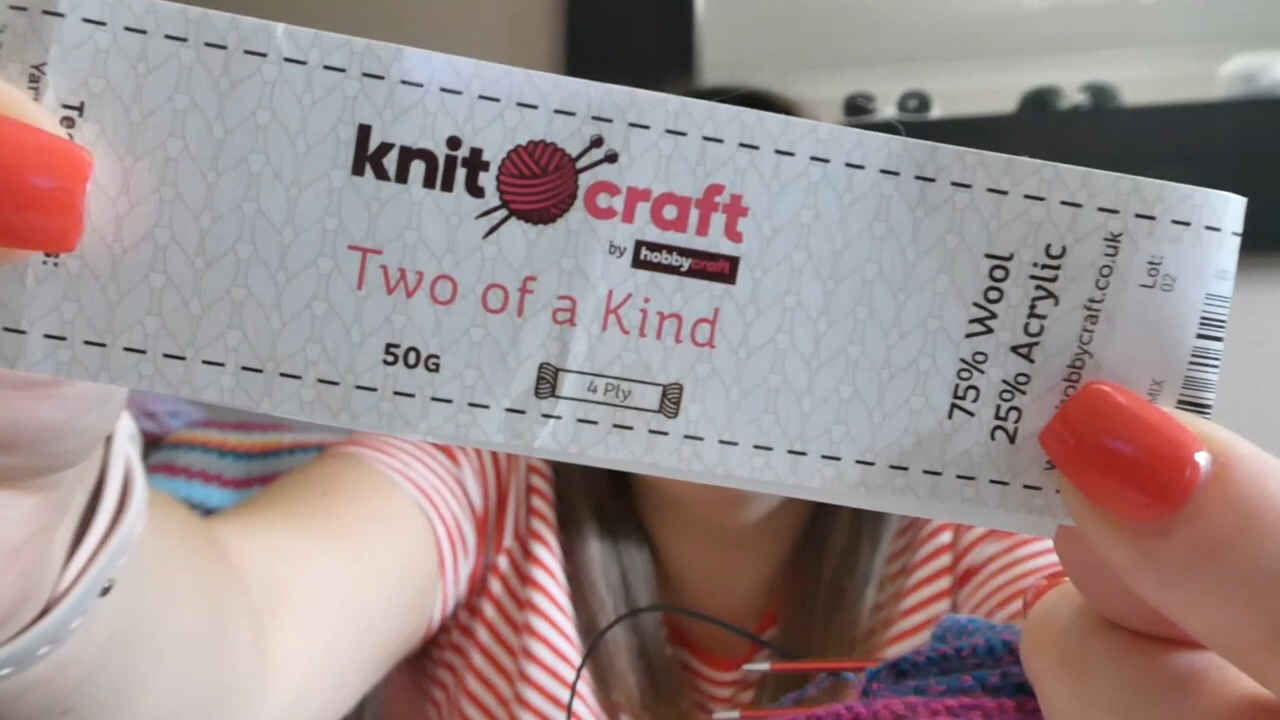 knit craft
by hobbycraft
Two of a Kind
50G
4 Ply
75% Wool
25% Acrylic
hobbycraft.co.uk
Lot:
02
MIX